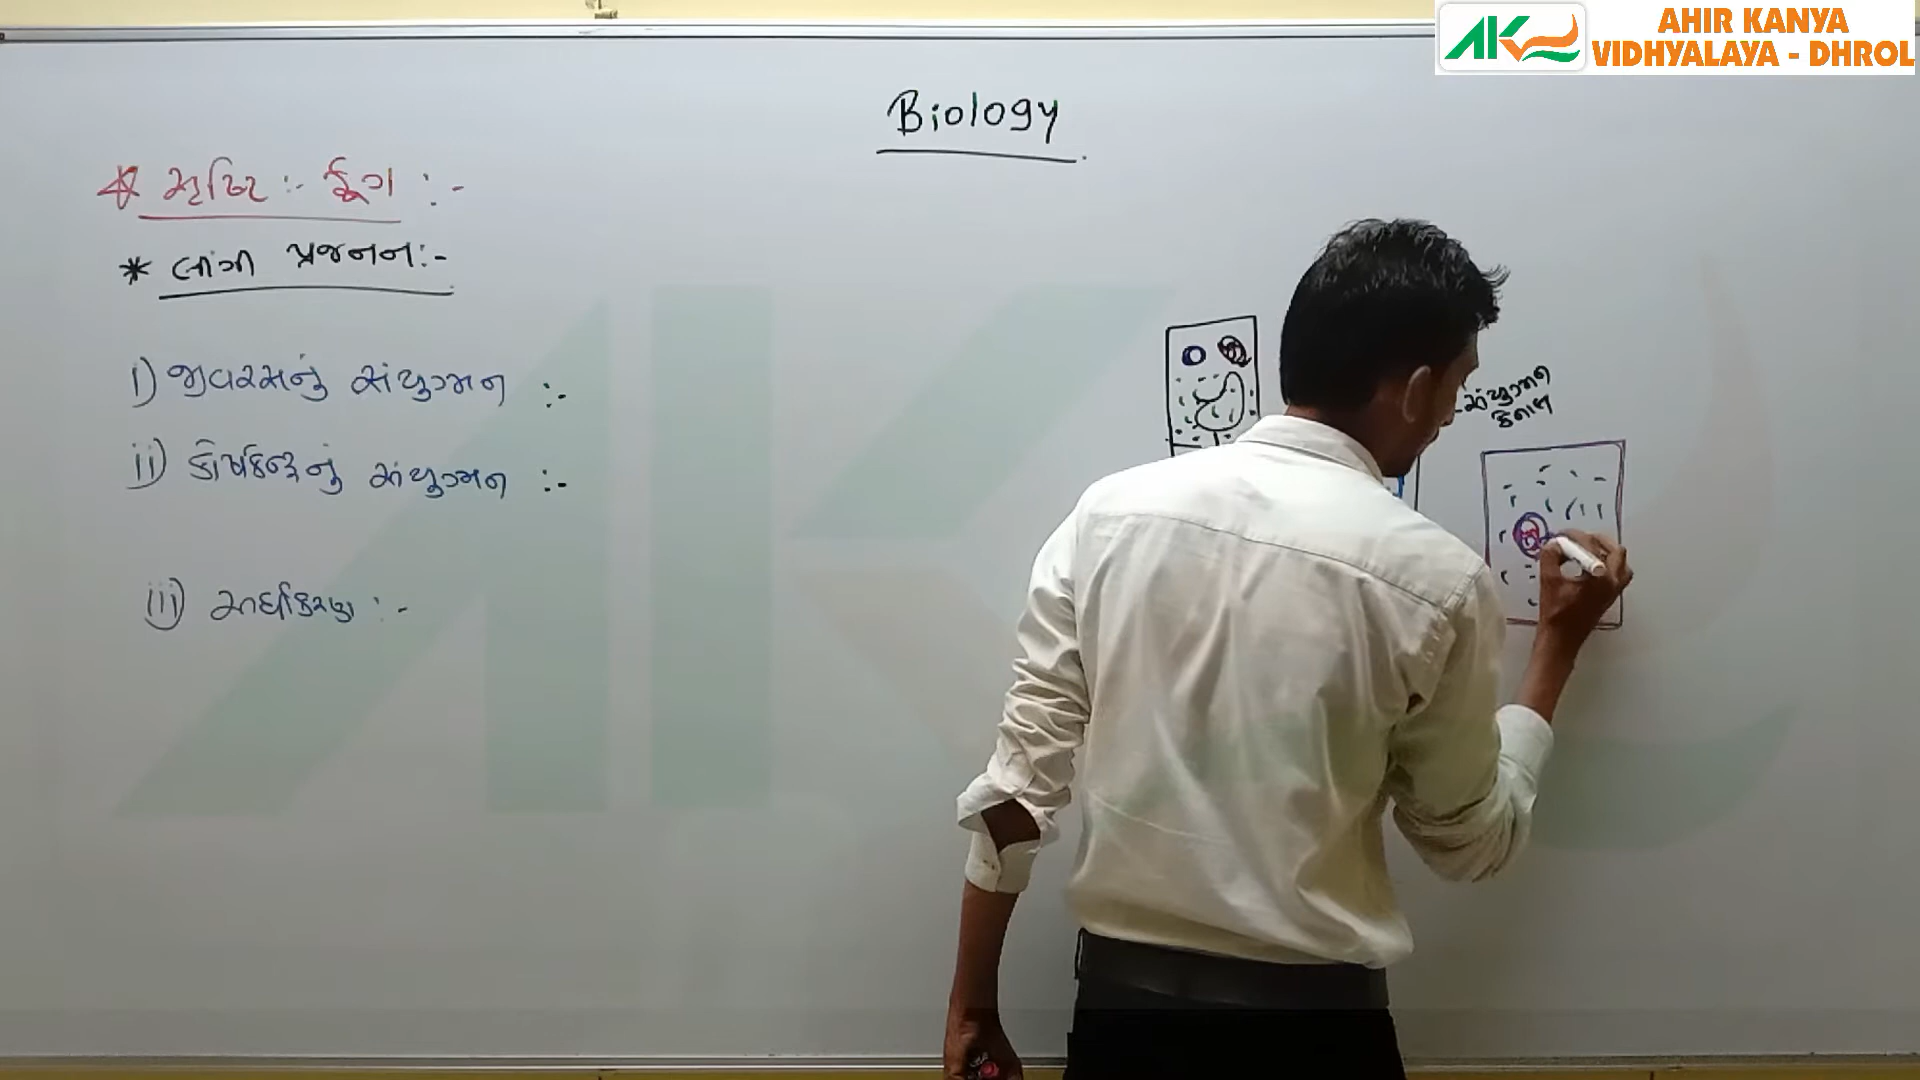 AHIR KANYA
VIDHYALAYA - DHROL
Biology
સૃષ્ટિ :- ફૂગ :-
* લિંગી પ્રજનન :-
i) જીવરસનું સંયુગ્મન :-
ii) કોષકેન્દ્રનું સંયુગ્મન :-
iii) અર્ધીકરણ :-
સંયુગ્મન